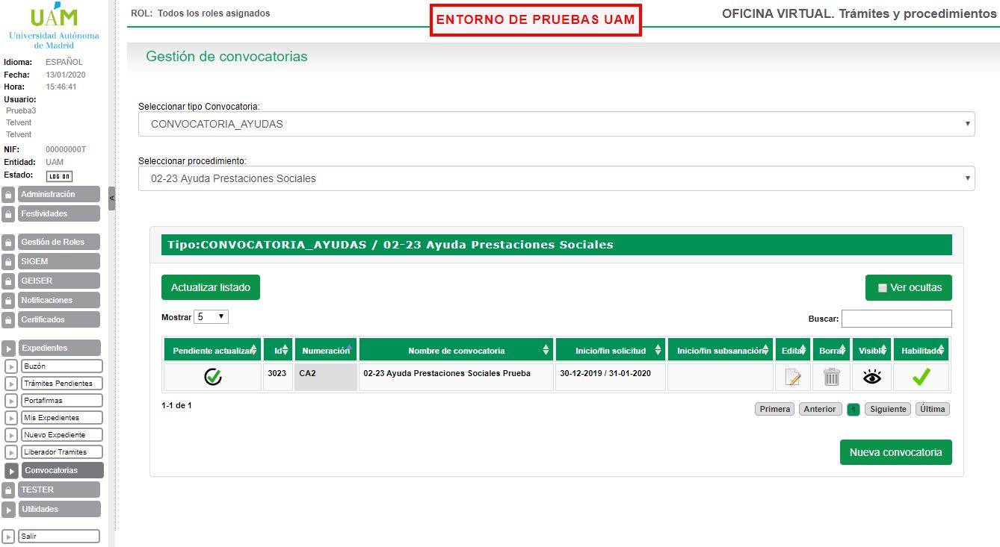 UAM
Universidad Autónoma
de Madrid
Idioma: ESPAÑOL
Fecha: 13/01/2020
Hora: 15:46:41
Usuario:
Prueba3
Telvent
Telvent
NIF: 00000000T
Entidad: UAM
Estado: LOG ON
Administración
Festividades
Gestión de Roles
SIGEM
GEISER
Notificaciones
Certificados
Expedientes
Buzón
Trámites Pendientes
Portafirmas
Mis Expedientes
Nuevo Expediente
Liberador Tramites
Convocatorias
TESTER
Utilidades
Salir
<
ROL: Todos los roles asignados
ENTORNO DE PRUEBAS UAM
OFICINA VIRTUAL. Trámites y procedimientos
Gestión de convocatorias
Seleccionar tipo Convocatoria:
CONVOCATORIA_AYUDAS
Seleccionar procedimiento:
02-23 Ayuda Prestaciones Sociales
Tipo:CONVOCATORIA_AYUDAS / 02-23 Ayuda Prestaciones Sociales
Actualizar listado
Ver ocultas
Mostrar 5
Buscar:
Pendiente actualizar Id Numeración Nombre de convocatoria Inicio/fin solicitud Inicio/fin subsanación Editar Borrar Visible Habilitado
3023 CA2 02-23 Ayuda Prestaciones Sociales Prueba 30-12-2019 / 31-01-2020
1-1 de 1
Primera Anterior 1 Siguiente Última
Nueva convocatoria